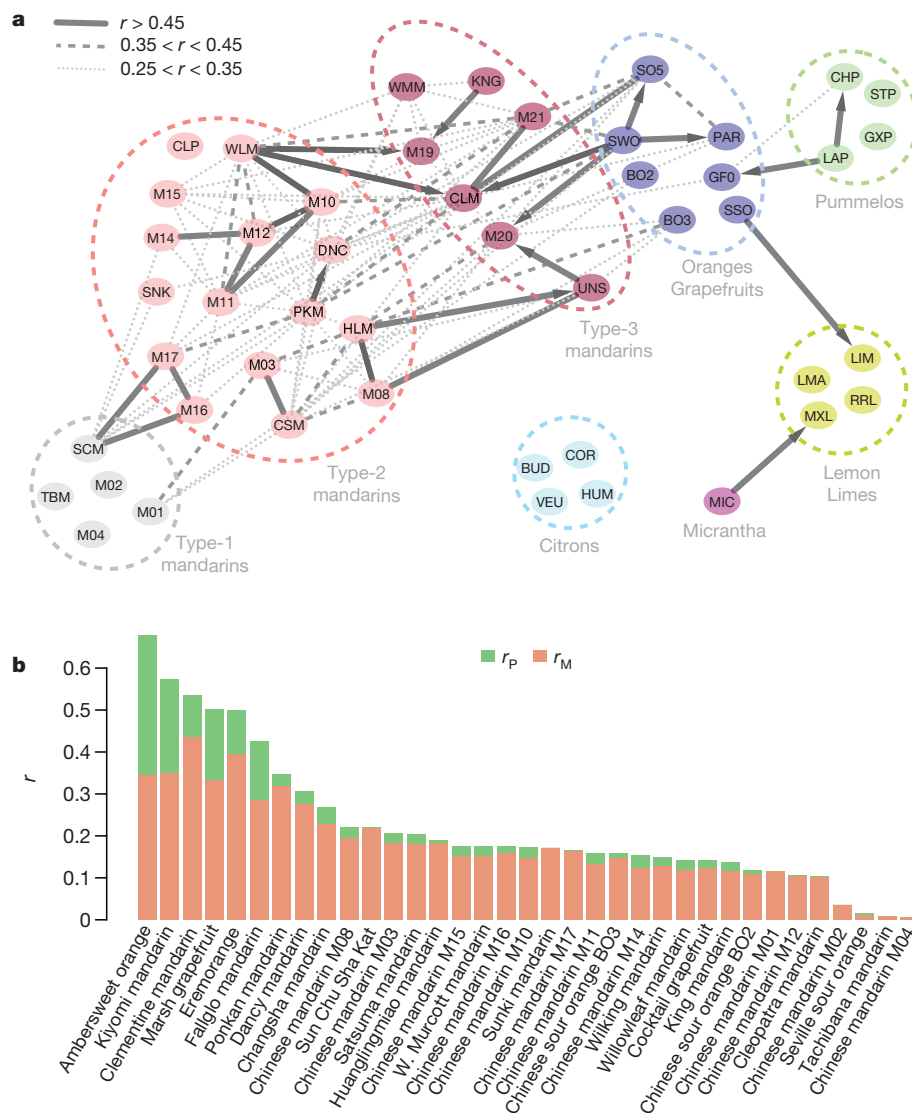 a
r > 0.45
0.35 < r < 0.45
0.25 < r < 0.35
WMM
KNG
M21
M19
CLM
M20
UNS
Type-3
mandarins
SO5
SWO
PAR
BO2
GF0
SSO
BO3
Oranges
Grapefruits
CHP
STP
GXP
LAP
Pummelos
CLP
WLM
M15
M10
M14
M12
DNC
SNK
M11
PKM
HLM
M17
M03
M08
M16
CSM
Type-2
mandarins
SCM
M02
TBM
M01
M04
Type-1
mandarins
BUD
COR
VEU
HUM
Citrons
LIM
LMA
RRL
MXL
Lemon
Limes
MIC
Micrantha
b
rP
rM
r
0.6
0.5
0.4
0.3
0.2
0.1
0
Ambersweet orange
Kiyomi mandarin
Clementine mandarin
Marsh grapefruit
Eremorange
Fallglo mandarin
Ponkan mandarin
Dancy mandarin
Changsha mandarin
Chinese mandarin M08
Sun Chu Sha Kat
Chinese mandarin M03
Satsuma mandarin
Huanglingmiao mandarin
Chinese mandarin M15
W. Murcott mandarin
Chinese mandarin M16
Chinese mandarin M10
Sunki mandarin
Chinese mandarin M17
Chinese mandarin M11
Chinese sour orange BO3
Chinese mandarin M14
Wilking mandarin
Willowleaf mandarin
Cocktail grapefruit
King mandarin
Chinese sour orange BO2
Chinese mandarin M01
Chinese mandarin M12
Cleopatra mandarin
Chinese mandarin M02
Seville sour orange
Tachibana mandarin
Chinese mandarin M04